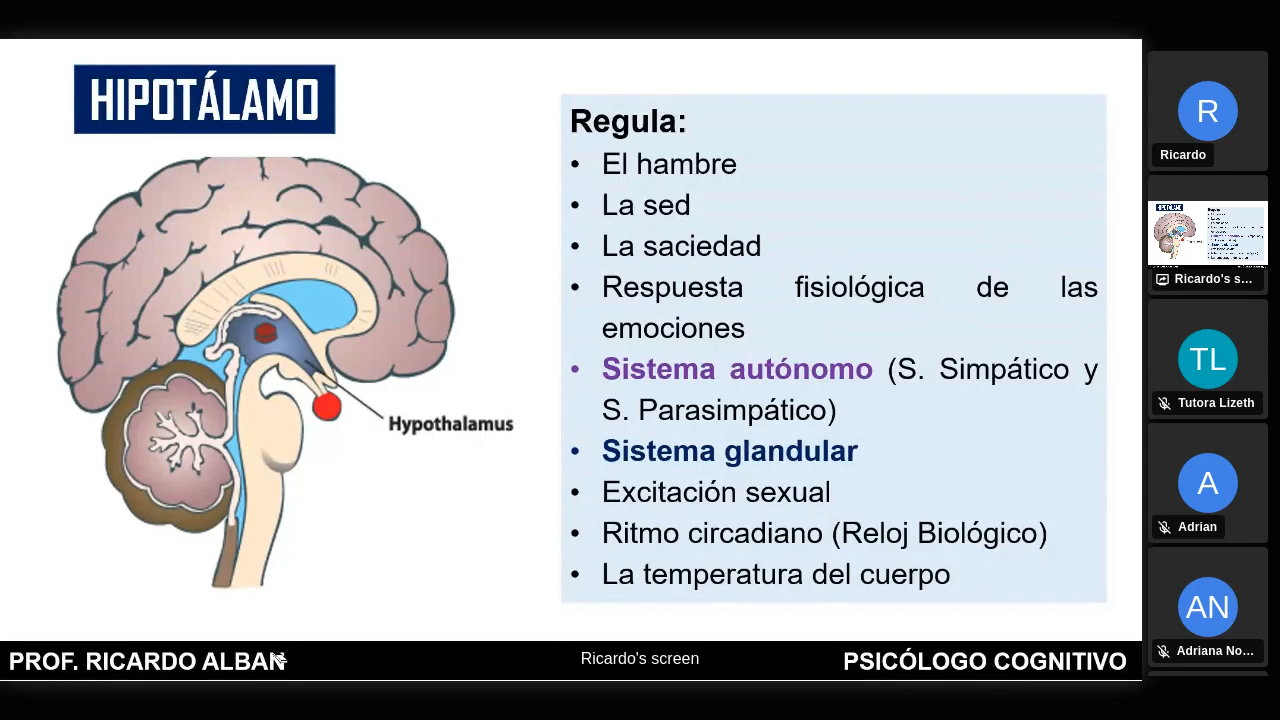 HIPOTÁLAMO
Regula:
• El hambre
• La sed
• La saciedad
• Respuesta fisiológica de las
emociones
• Sistema autónomo (S. Simpático y
S. Parasimpático)
• Sistema glandular
• Excitación sexual
• Ritmo circadiano (Reloj Biológico)
• La temperatura del cuerpo
Hypothalamus
PROF. RICARDO ALBAN
Ricardo's screen
PSICÓLOGO COGNITIVO
R
Ricardo
Ricardo's s...
TL
Tutora Lizeth
A
Adrian
AN
Adriana No...